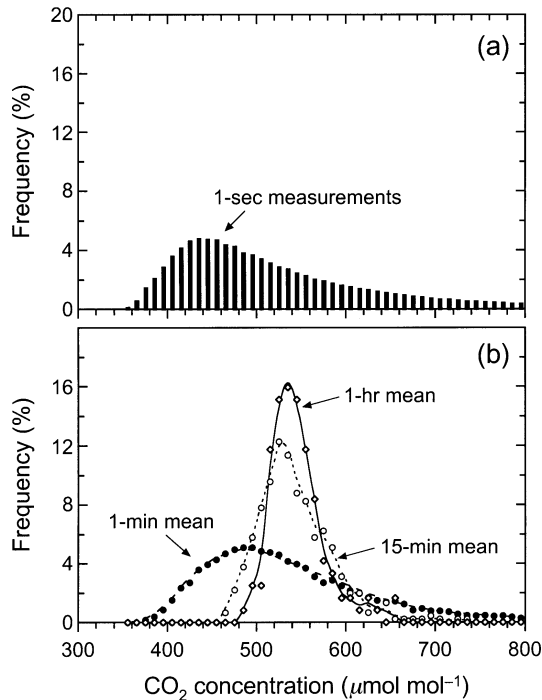 20
16
12
8
4
0
Frequency (%)
(a)
1-sec measurements
16
12
8
4
0
Frequency (%)
(b)
1-hr mean
1-min mean
15-min mean
300 400 500 600 700 800
CO₂ concentration (μmol mol⁻¹)